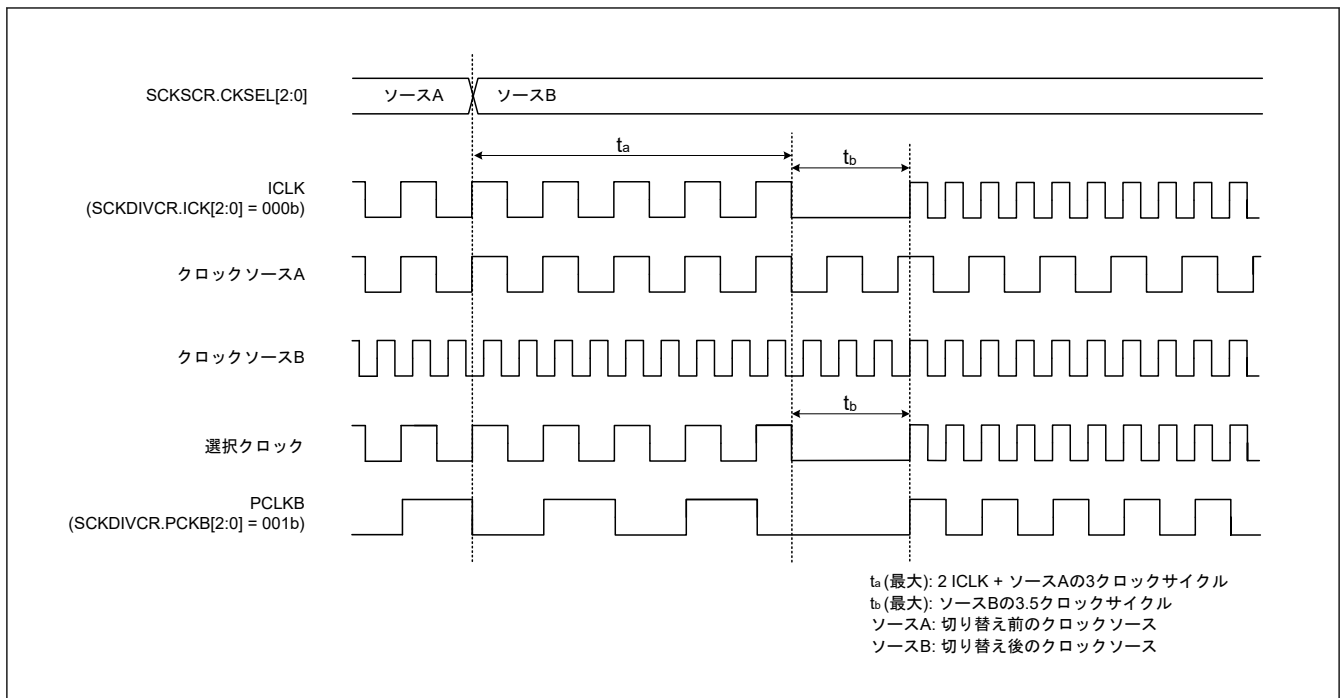 SCKSCR.CKSEL[2:0]
ソースA
ソースB
ta
tb
ICLK
(SCKDIVCR.ICK[2:0] = 000b)
クロックソースA
クロックソースB
tb
選択クロック
PCLKB
(SCKDIVCR.PCKB[2:0] = 001b)
ta (最大): 2 ICLK + ソースAの3クロックサイクル
tb (最大): ソースBの3.5クロックサイクル
ソースA: 切り替え前のクロックソース
ソースB: 切り替え後のクロックソース